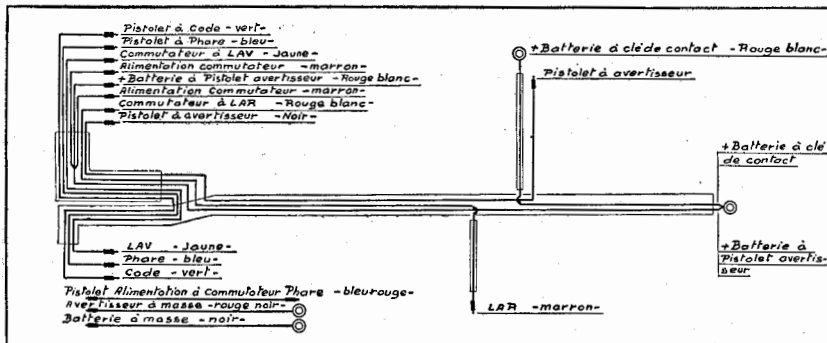 Pistolet à Code - vert-
Pistolet à Phare - bleu-
Commutateur à LAV - Jaune-
Alimentation commutateur - marron-
+Batterie à Pistolet avertisseur - Rouge blanc-
Alimentation Commutateur - marron-
Commutateur à LAR - Rouge blanc-
Pistolet à avertisseur - Noir-
+Batterie à clé de contact - Rouge blanc-
Pistolet à avertisseur
+Batterie à clé
de contact
+Batterie à
Pistolet avertis-
seur
LAV - Jaune-
Phare - bleu-
Code - vert-
Pistolet Alimentation à Commutateur Phare - bleu rouge-
Avertisseur à masse - rouge noir-
Batterie à masse - noir-
LAR - marron-